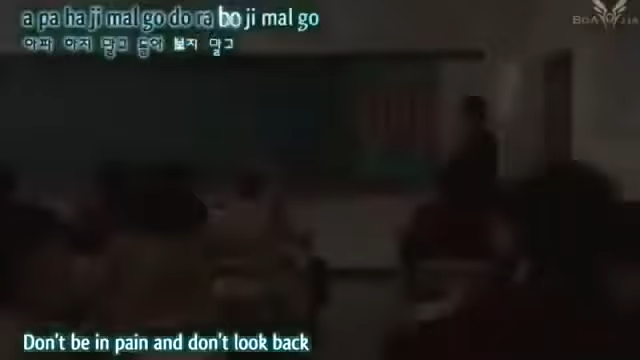 a pa ha ji mal go do ra bo ji mal go
아파 하지 말고 돌아 보지 말고
Don't be in pain and don't look back